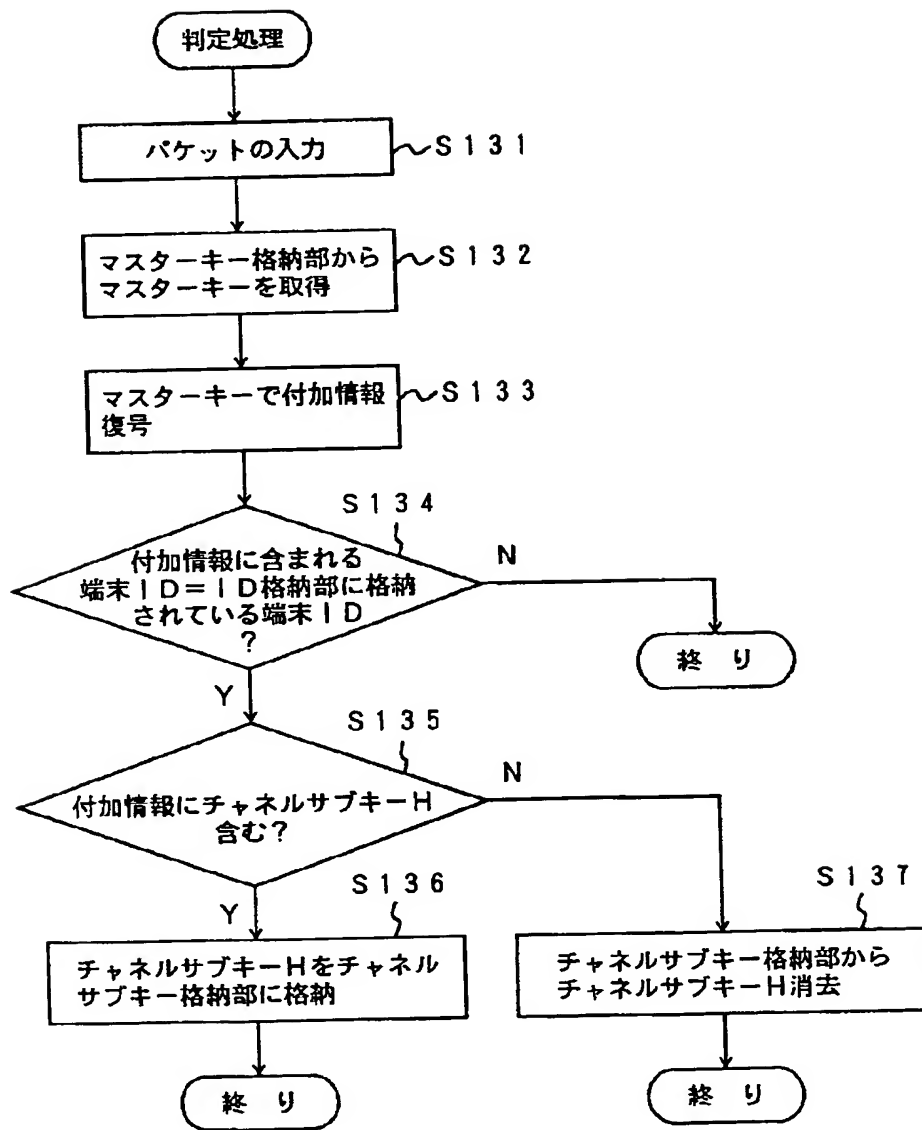 判定処理
パケットの入力
S131
マスターキー格納部から
マスターキーを取得
S132
マスターキーで付加情報
復号
S133
S134
付加情報に含まれる
端末ID=ID格納部に格納
されている端末ID
?
N
終り
Y
S135
付加情報にチャネルサブキーH
含む?
N
Y
S136
チャネルサブキーHをチャネル
サブキー格納部に格納
終り
S137
チャネルサブキー格納部から
チャネルサブキーH消去
終り